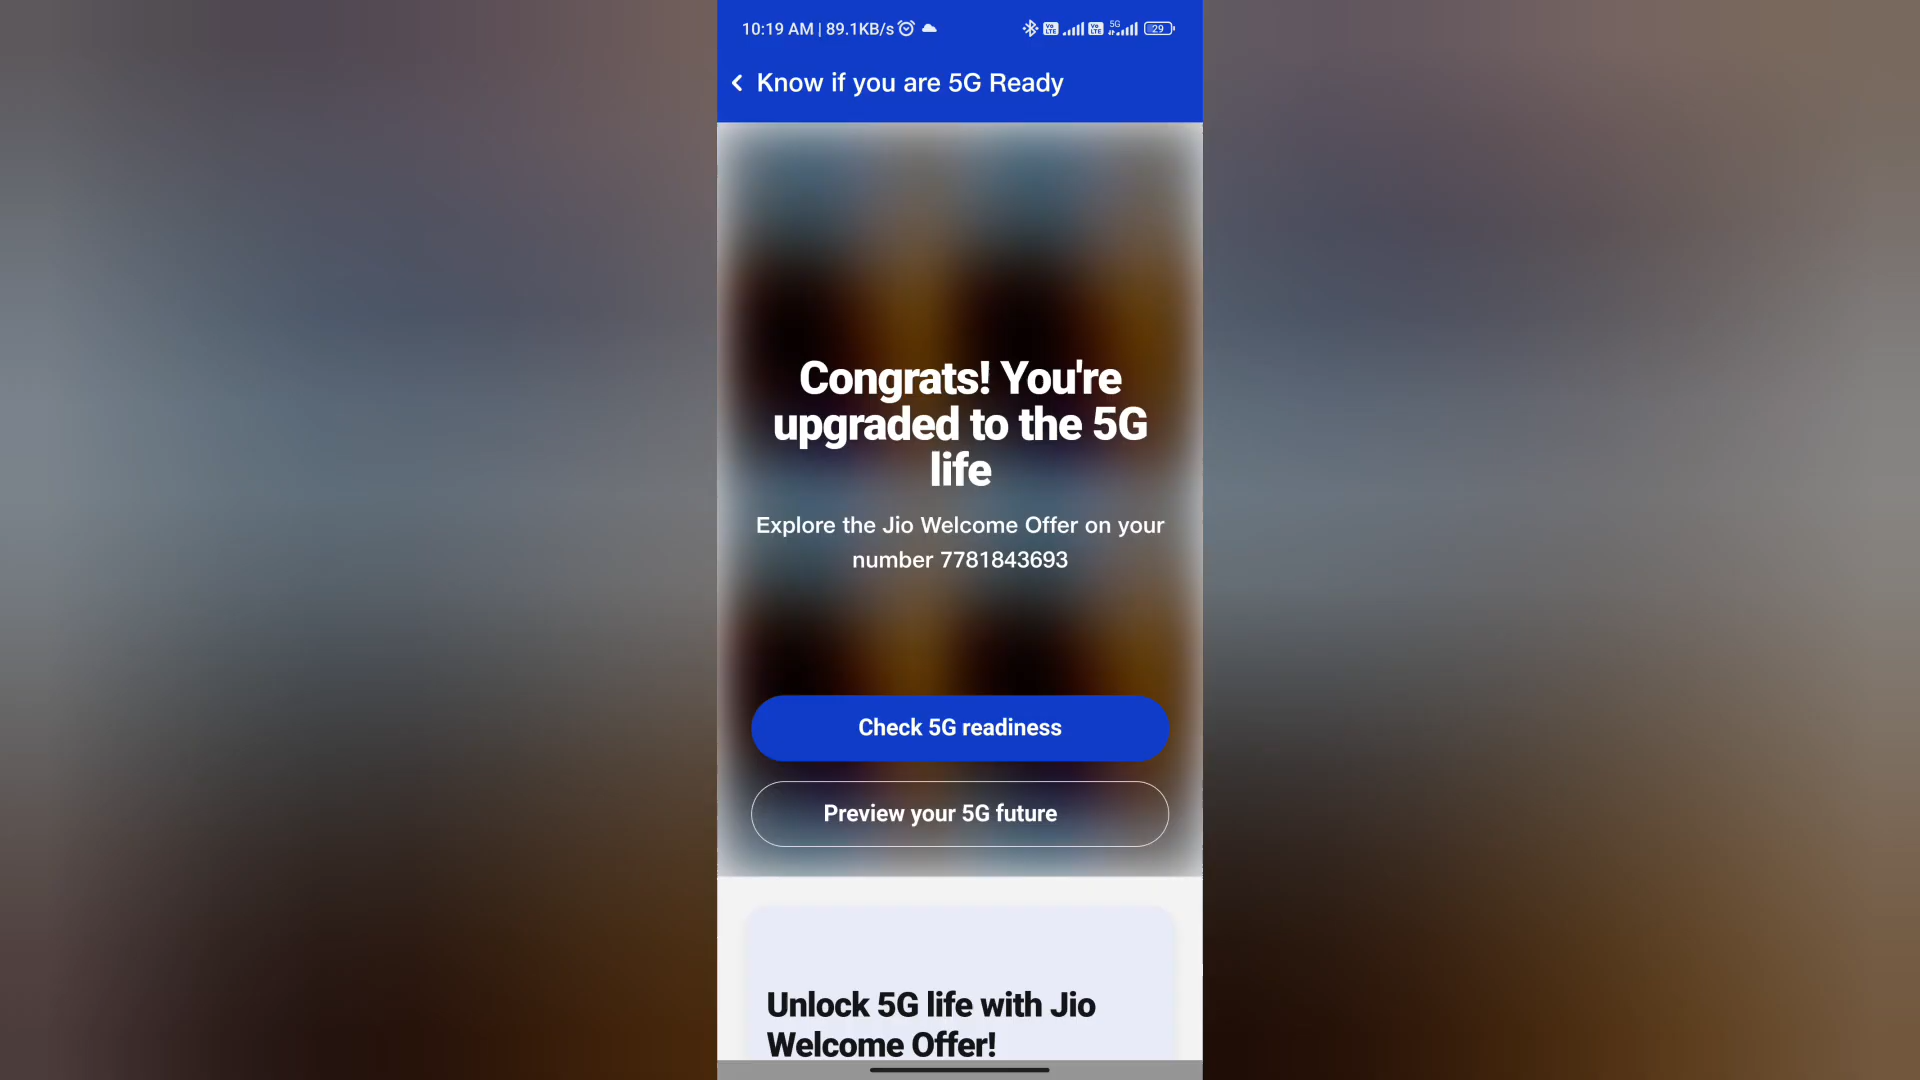 10:19 AM | 89.1KB/s
5G
29
Know if you are 5G Ready
Congrats! You're
upgraded to the 5G
life
Explore the Jio Welcome Offer on your
number 7781843693
Check 5G readiness
Preview your 5G future
Unlock 5G life with Jio
Welcome Offer!